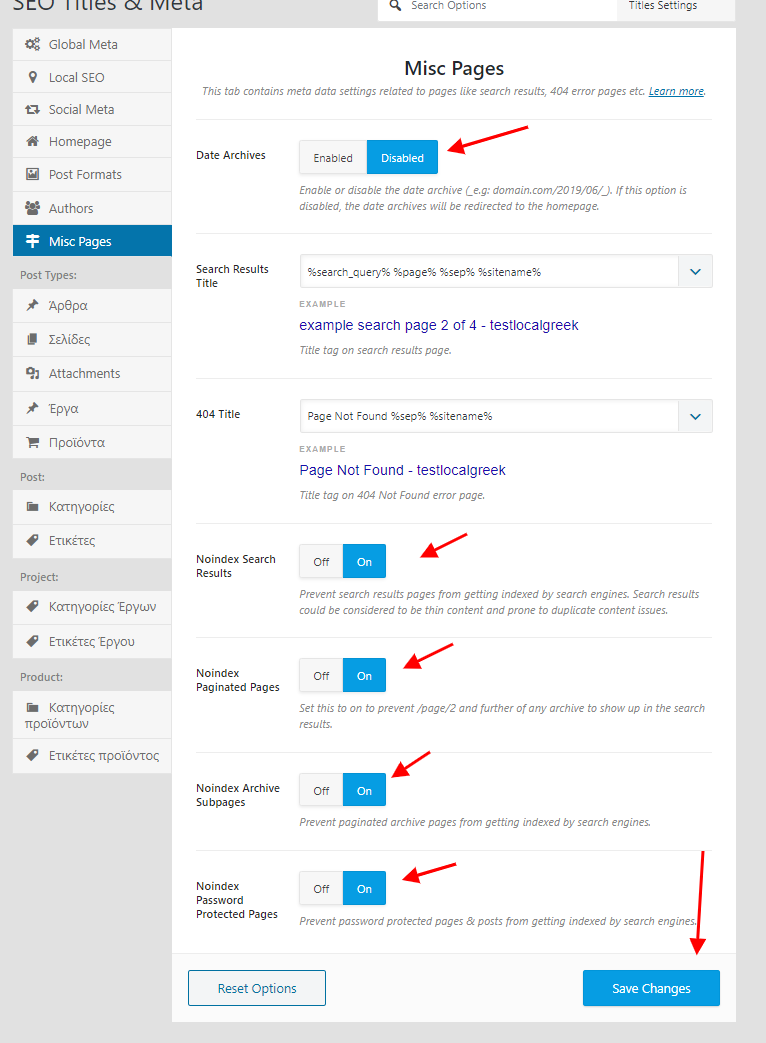 SEO Titles & Meta
Search Options
Titles Settings
Global Meta
Local SEO
Social Meta
Homepage
Post Formats
Authors
Misc Pages
Post Types:
Άρθρα
Σελίδες
Attachments
Έργα
Προϊόντα
Post:
Κατηγορίες
Ετικέτες
Project:
Κατηγορίες Έργων
Ετικέτες Έργου
Product:
Κατηγορίες
προϊόντων
Ετικέτες προϊόντος
Misc Pages
This tab contains meta data settings related to pages like search results, 404 error pages etc. Learn more.
Date Archives
Enabled
Disabled
Enable or disable the date archive (_e.g: domain.com/2019/06/_). If this option is
disabled, the date archives will be redirected to the homepage.
Search Results
Title
%search_query% %page% %sep% %sitename%
EXAMPLE
example search page 2 of 4 - testlocalgreek
Title tag on search results page.
404 Title
Page Not Found %sep% %sitename%
EXAMPLE
Page Not Found - testlocalgreek
Title tag on 404 Not Found error page.
Noindex Search
Results
Off
On
Prevent search results pages from getting indexed by search engines. Search results
could be considered to be thin content and prone to duplicate content issues.
Noindex
Paginated Pages
Off
On
Set this to on to prevent /page/2 and further of any archive to show up in the search
results.
Noindex Archive
Subpages
Off
On
Prevent paginated archive pages from getting indexed by search engines.
Noindex
Password
Protected Pages
Off
On
Prevent password protected pages & posts from getting indexed by search engines.
Reset Options
Save Changes